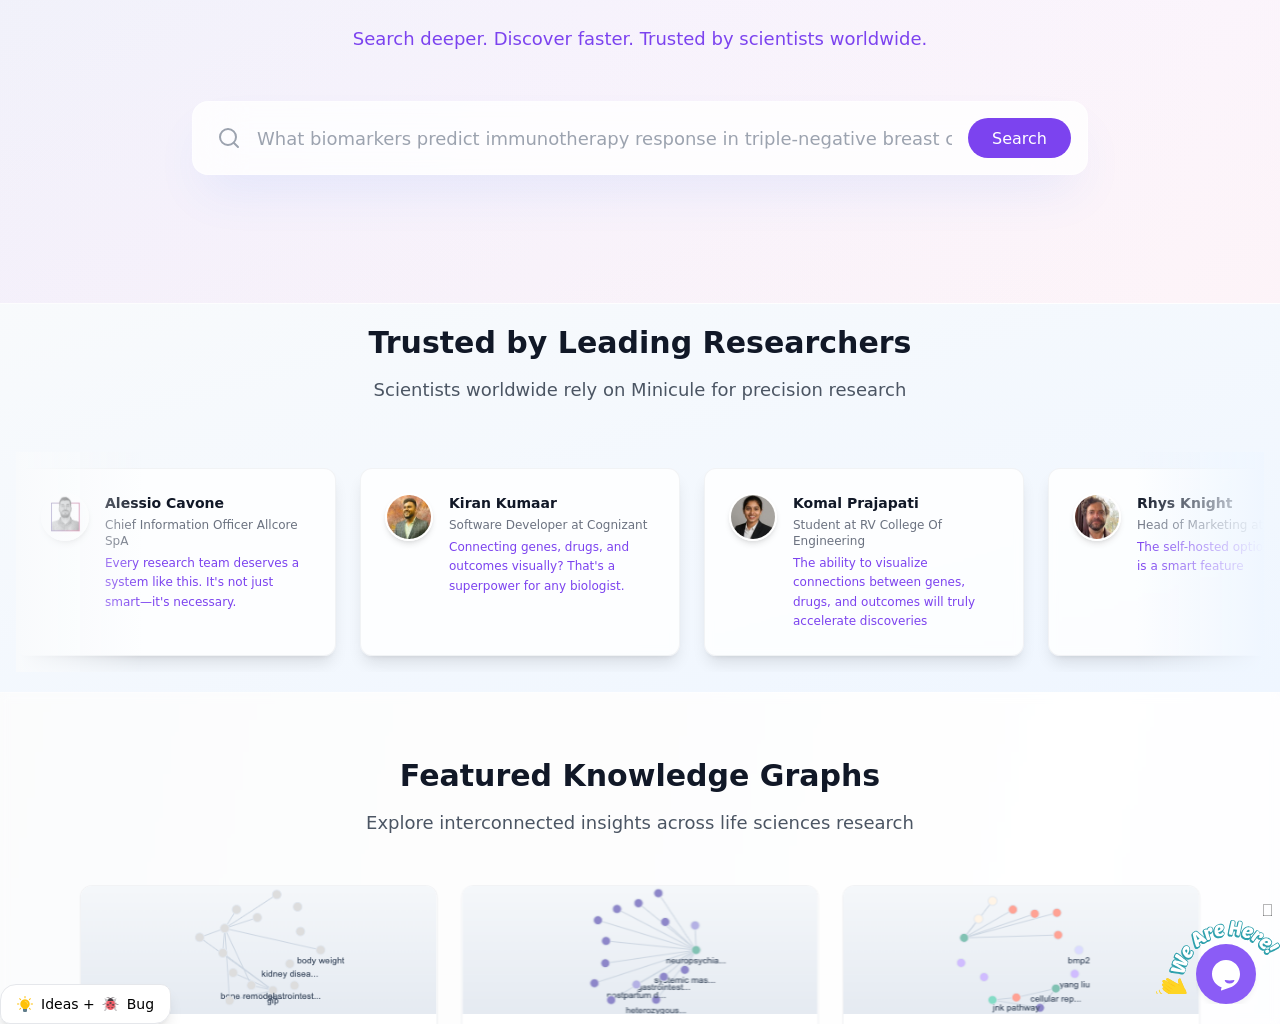 Search deeper. Discover faster. Trusted by scientists worldwide.
What biomarkers predict immunotherapy response in triple-negative breast c
Search
Trusted by Leading Researchers
Scientists worldwide rely on Minicule for precision research
Alessio Cavone
Chief Information Officer Allcore
SpA
Every research team deserves a
system like this. It's not just
smart—it's necessary.
Kiran Kumaar
Software Developer at Cognizant
Connecting genes, drugs, and
outcomes visually? That's a
superpower for any biologist.
Komal Prajapati
Student at RV College Of
Engineering
The ability to visualize
connections between genes,
drugs, and outcomes will truly
accelerate discoveries
Rhys Knight
Head of Marketing
The self-hosted
is a smart feature
Featured Knowledge Graphs
Explore interconnected insights across life sciences research
body weight
kidney disea...
bone remodel
glp
neuropsychia...
systemic mas...
gastrointest...
postpartum d...
heterozygous...
bmp2
yang liu
cellular rep...
jnk pathway
We Are Here!
Ideas + Bug